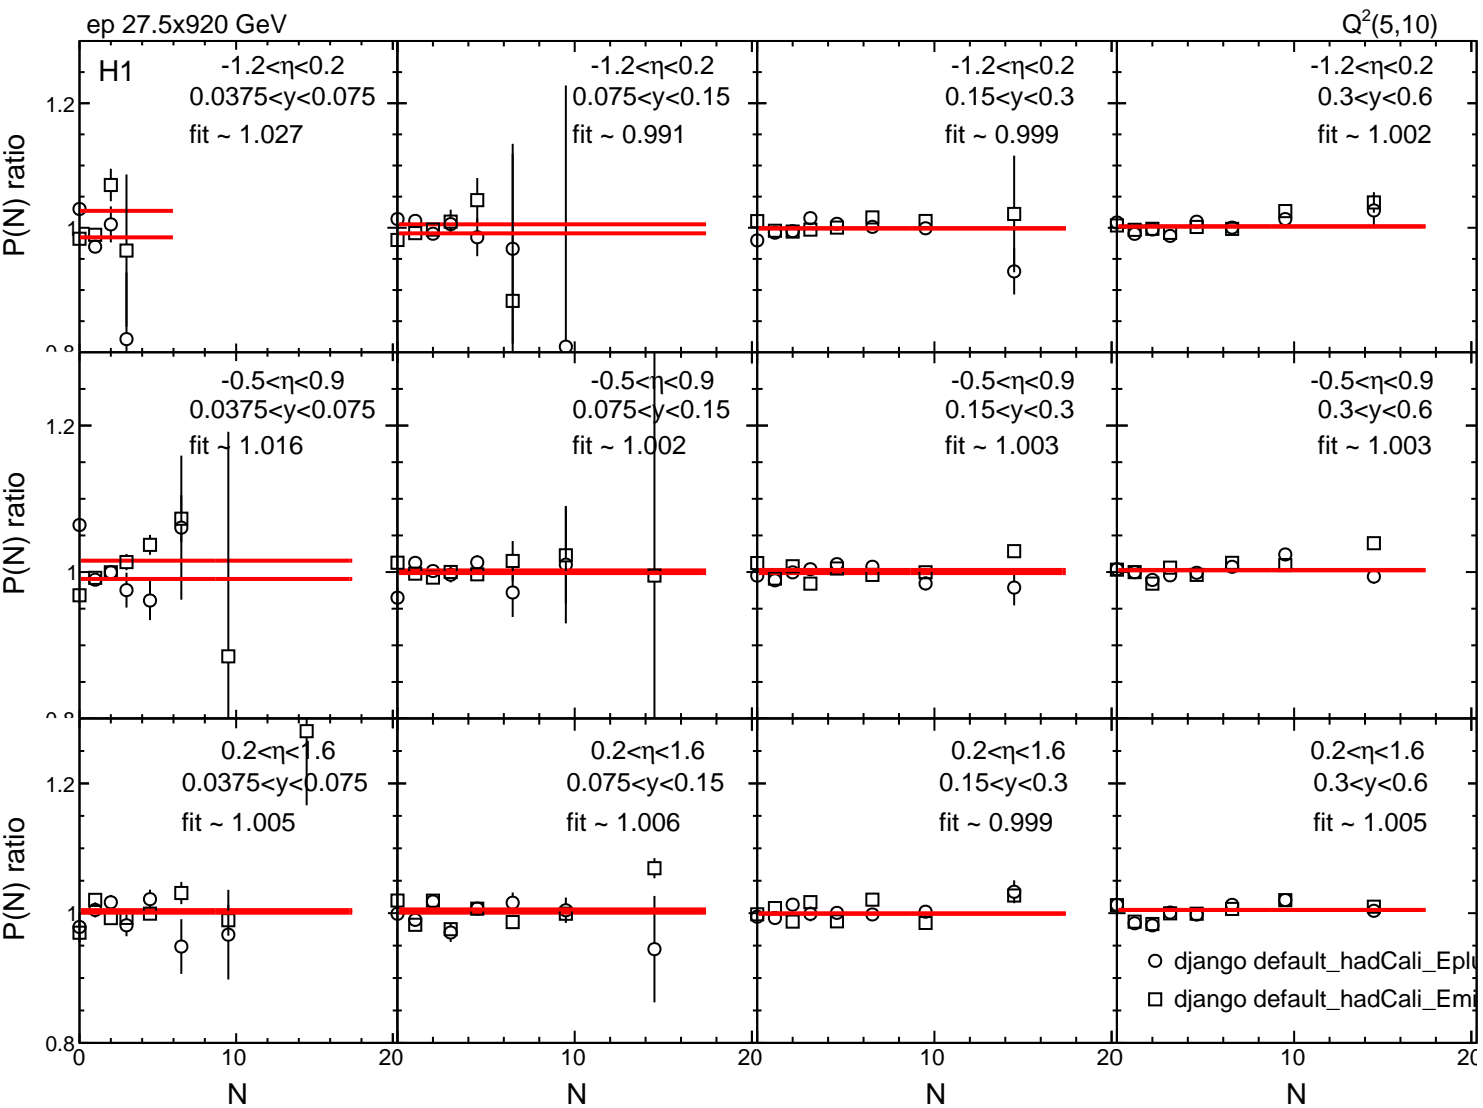 ep 27.5x920 GeV
Q²(5,10)
H1
-1.2<η<0.2
0.0375<y<0.075
fit ~ 1.027
-1.2<η<0.2
0.075<y<0.15
fit ~ 0.991
-1.2<η<0.2
0.15<y<0.3
fit ~ 0.999
-1.2<η<0.2
0.3<y<0.6
fit ~ 1.002
P(N) ratio
1.2
1
0.8
-0.5<η<0.9
0.0375<y<0.075
fit ~ 1.016
-0.5<η<0.9
0.075<y<0.15
fit ~ 1.002
-0.5<η<0.9
0.15<y<0.3
fit ~ 1.003
-0.5<η<0.9
0.3<y<0.6
fit ~ 1.003
P(N) ratio
1.2
1
0.8
0.2<η<1.6
0.0375<y<0.075
fit ~ 1.005
0.2<η<1.6
0.075<y<0.15
fit ~ 1.006
0.2<η<1.6
0.15<y<0.3
fit ~ 0.999
0.2<η<1.6
0.3<y<0.6
fit ~ 1.005
P(N) ratio
1.2
1
0.8
django default_hadCali_Eplu
django default_hadCali_Emi
0 10 20 10 20 10 20 10 20
N N N N